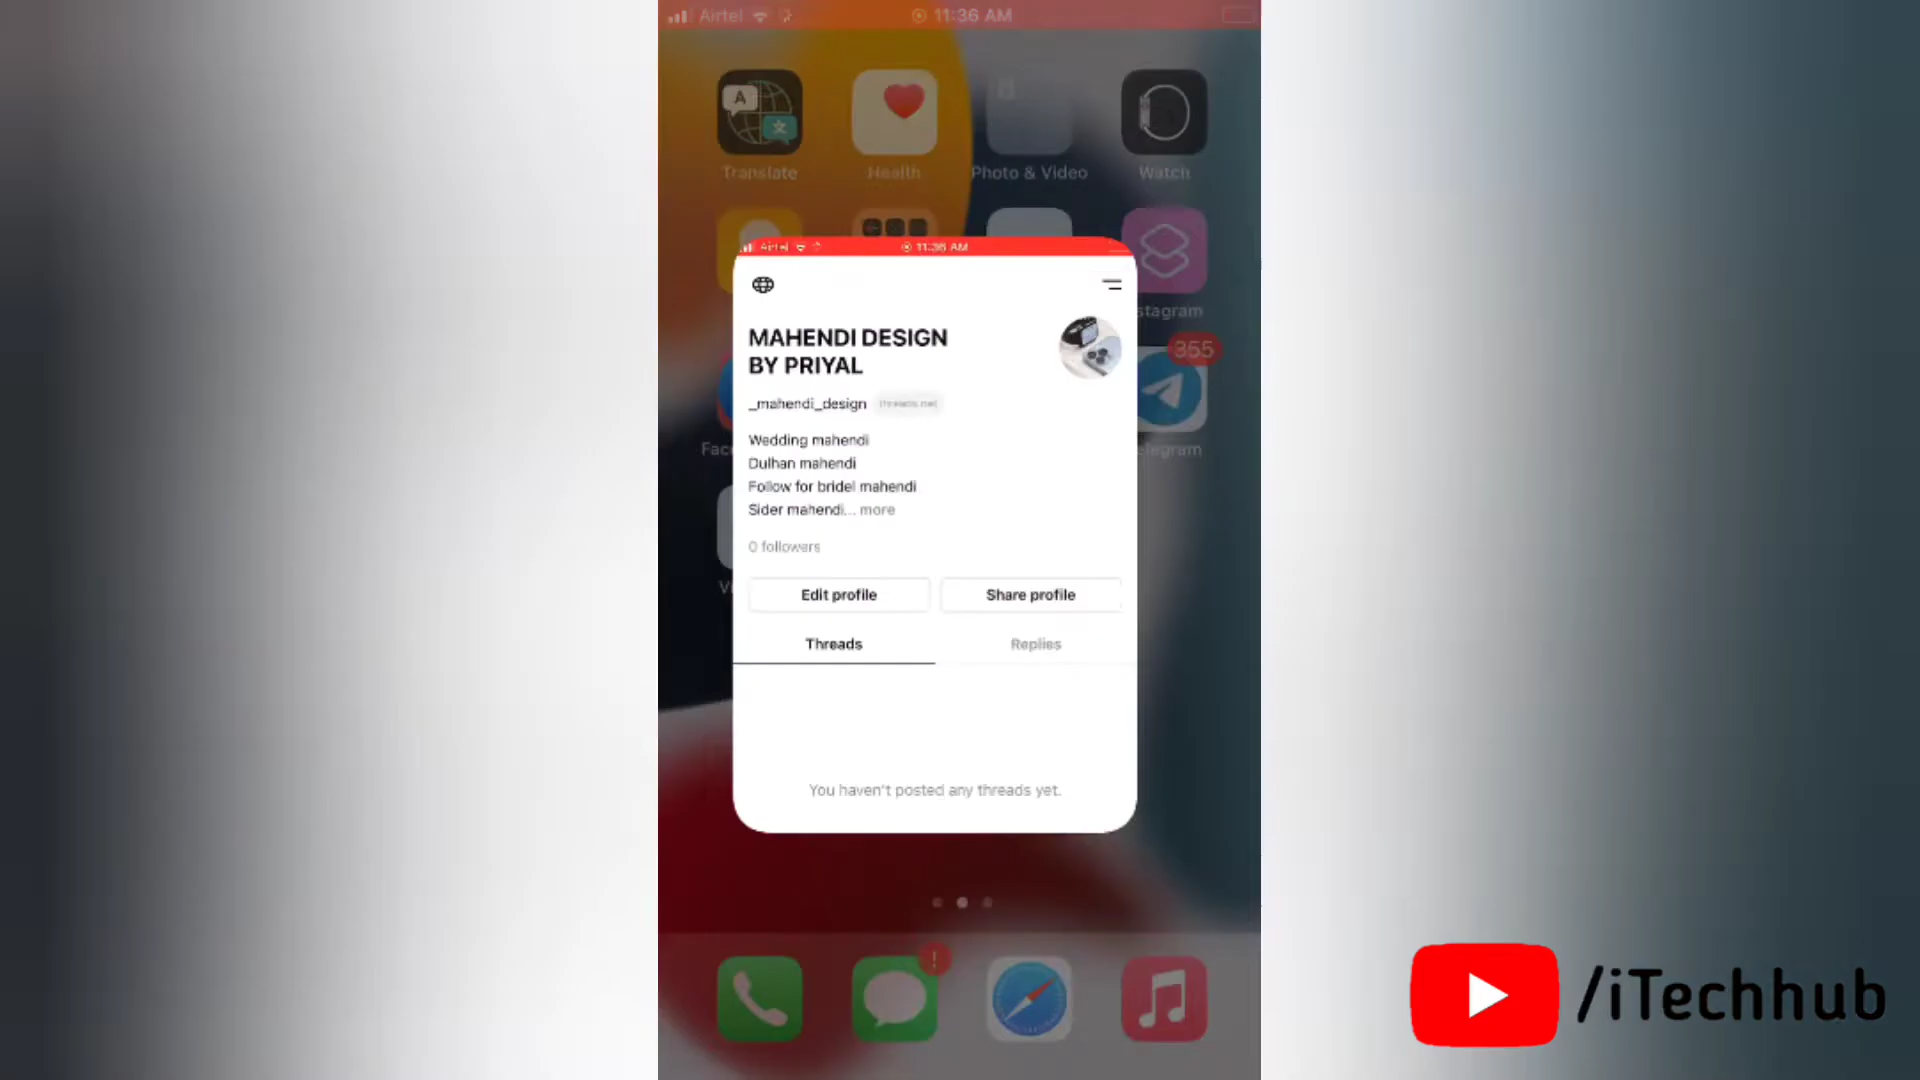 Airtel 11:36 AM
Translate Health Photo & Video Watch
Airtel 11:36 AM
stagram
MAHENDI DESIGN
BY PRIYAL
355
_mahendi_design threads.net
Fac
elegram
Wedding mahendi
Dulhan mahendi
Follow for bridel mahendi
Sider mahendi... more
0 followers
Edit profile Share profile
Threads Replies
You haven't posted any threads yet.
/iTechhub